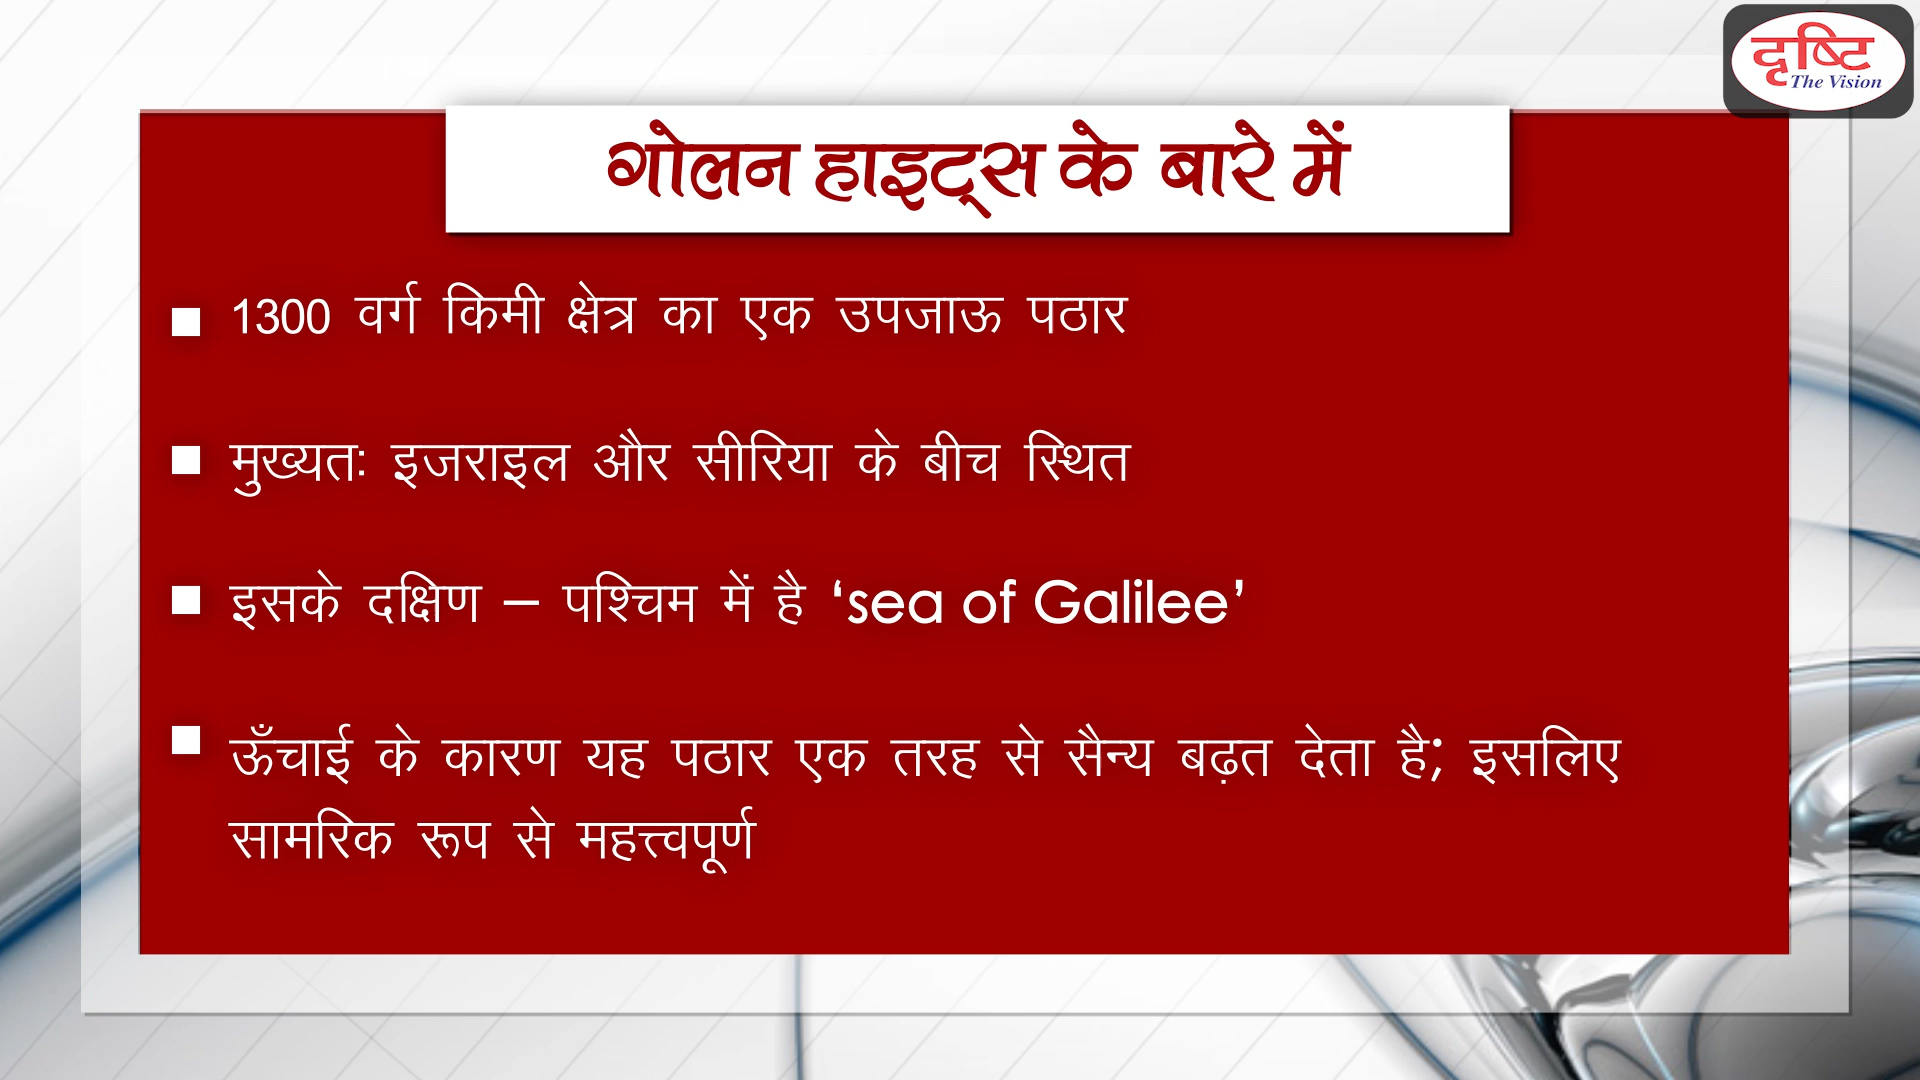 दृष्टि
The Vision
गोलन हाइट्स के बारे में
1300 वर्ग किमी क्षेत्र का एक उपजाऊ पठार
मुख्यतः इजराइल और सीरिया के बीच स्थित
इसके दक्षिण – पश्चिम में है ‘sea of Galilee’
ऊँचाई के कारण यह पठार एक तरह से सैन्य बढ़त देता है; इसलिए
सामरिक रूप से महत्त्वपूर्ण